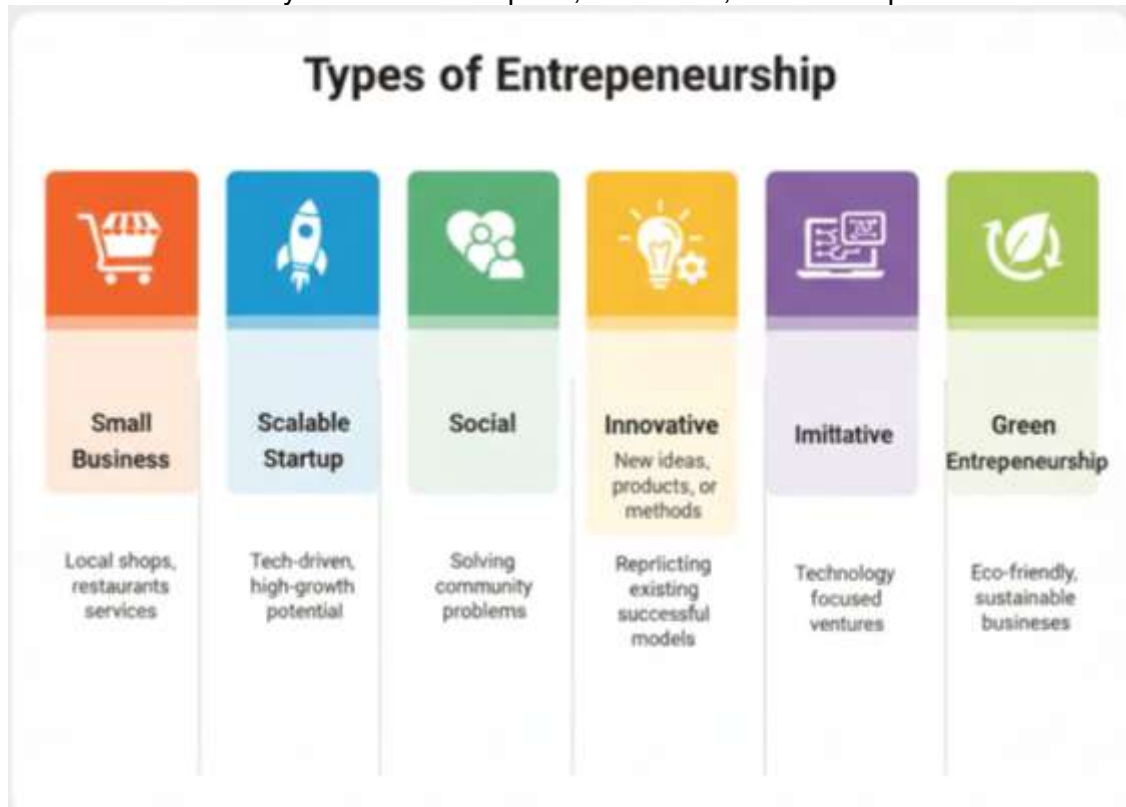 Types of Entrepeneurship
Small
Business
Local shops,
restaurants
services
Scalable
Startup
Tech-driven,
high-growth
potential
Social
Solving
community
problems
Innovative
New ideas,
products, or
methods
Reprlicting
existing
successful
models
Imittative
Technology
focused
ventures
Green
Entrepeneurship
Eco-friendly,
sustainable
busineses